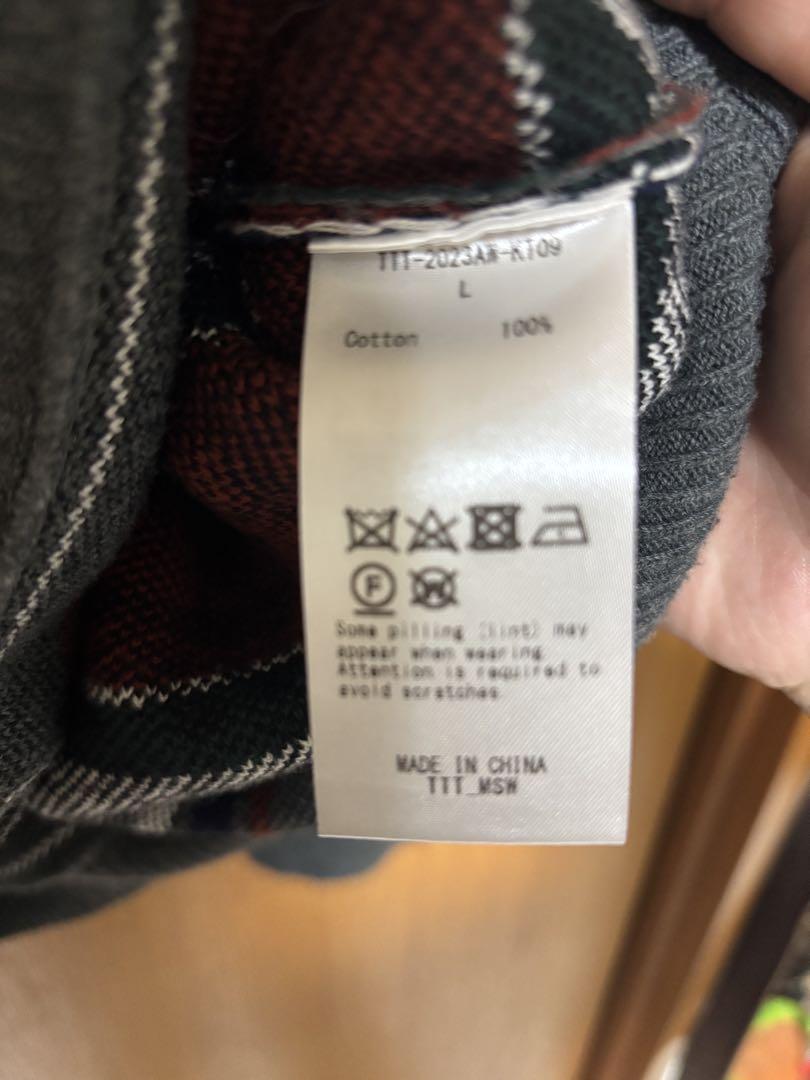 TTT-2023AW-KT09
L
Cotton 100%
F
W
Some pilling (lint) may
appear when wearing.
Attention is required to
avoid scratches.
MADE IN CHINA
TTT_MSW